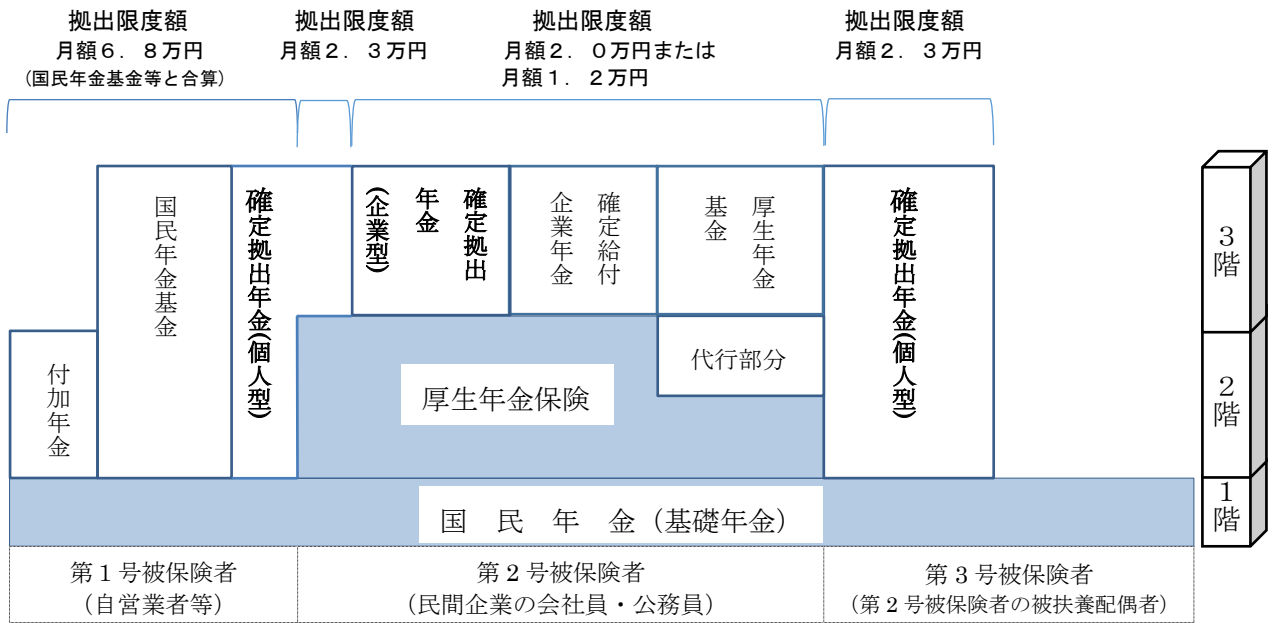 拠出限度額
月額6．8万円
(国民年金基金等と合算)
拠出限度額
月額2．3万円
拠出限度額
月額2．0万円または
月額1．2万円
拠出限度額
月額2．3万円
付加年金
国民年金基金
確定拠出年金(個人型)
確定拠出
年金
(企業型)
確定給付
企業年金
厚生年金
基金
代行部分
厚生年金保険
確定拠出年金(個人型)
3階
2階
1階
国　民　年　金（基礎年金）
第１号被保険者
（自営業者等）
第２号被保険者
（民間企業の会社員・公務員）
第３号被保険者
（第２号被保険者の被扶養配偶者）